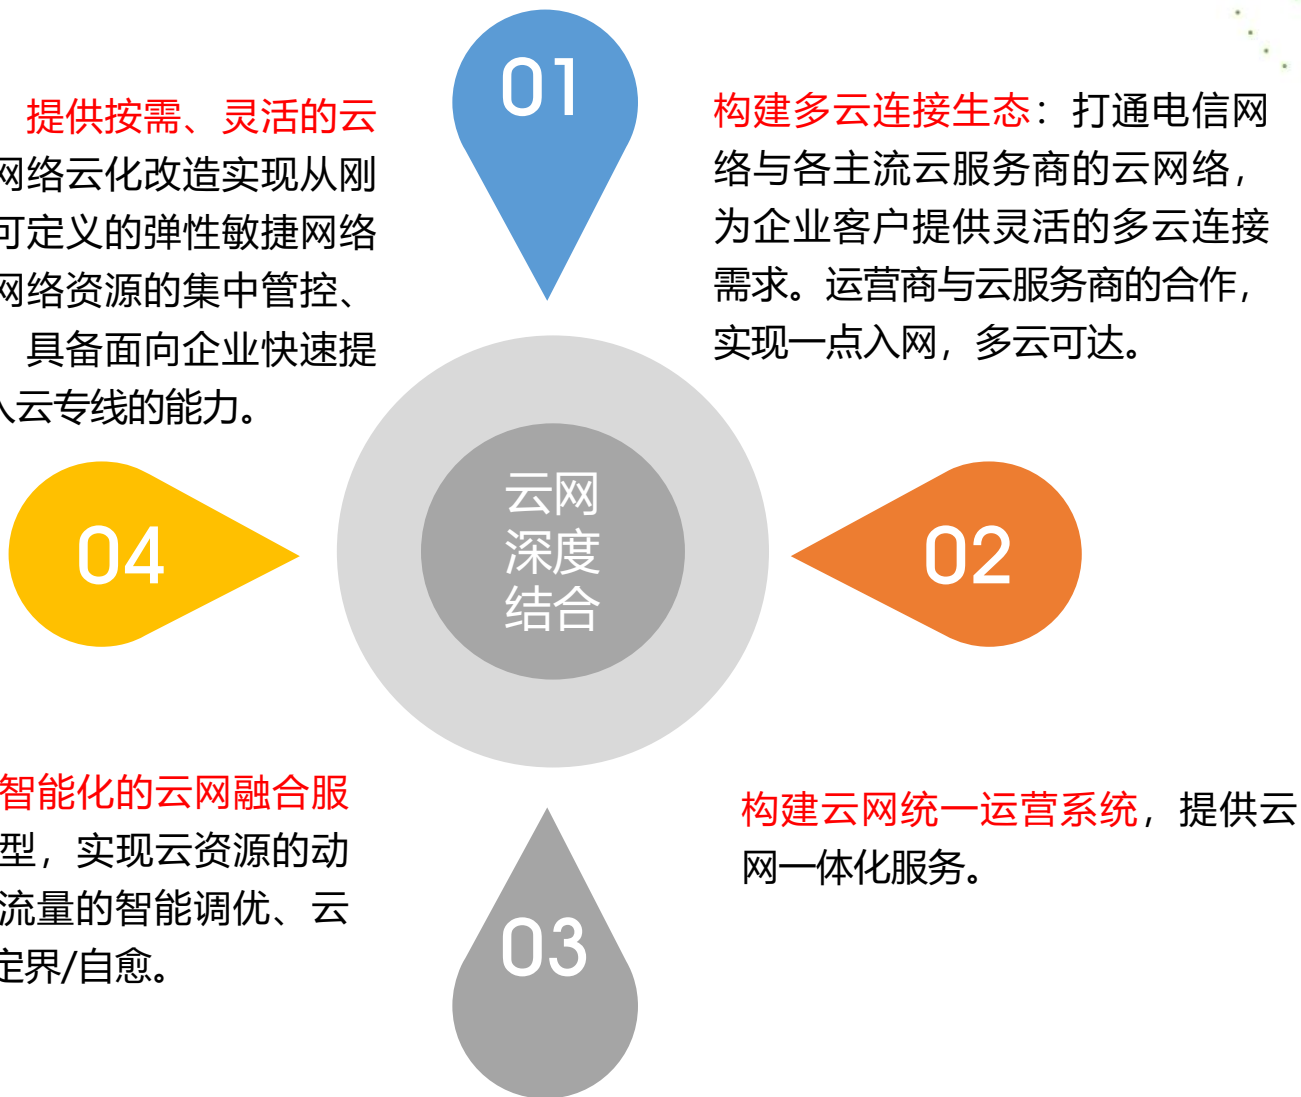 01
提供按需、灵活的云
网络云化改造实现从刚
可定义的弹性敏捷网络
网络资源的集中管控、
具备面向企业快速提
入云专线的能力。
构建多云连接生态：打通电信网
络与各主流云服务商的云网络，
为企业客户提供灵活的多云连接
需求。运营商与云服务商的合作，
实现一点入网，多云可达。
04
云网
深度
结合
02
智能化的云网融合服
型，实现云资源的动
流量的智能调优、云
定界/自愈。
03
构建云网统一运营系统，提供云
网一体化服务。